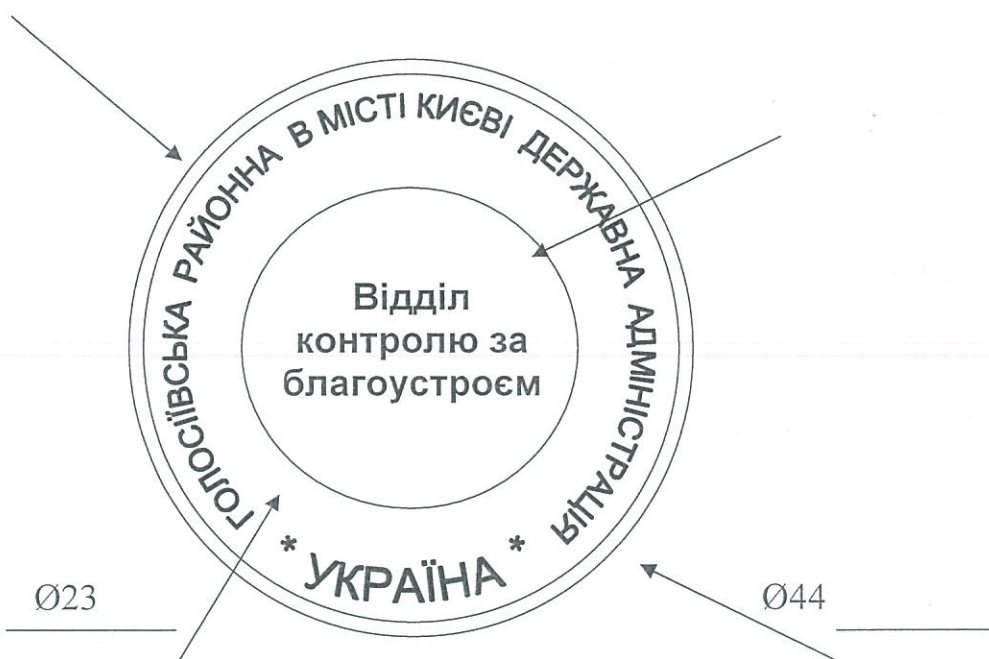 ГОЛОСІЇВСЬКА РАЙОННА В МІСТІ КИЄВІ ДЕРЖАВНА АДМІНІСТРАЦІЯ
Відділ
контролю за
благоустроєм
* УКРАЇНА *
Ø23
Ø44